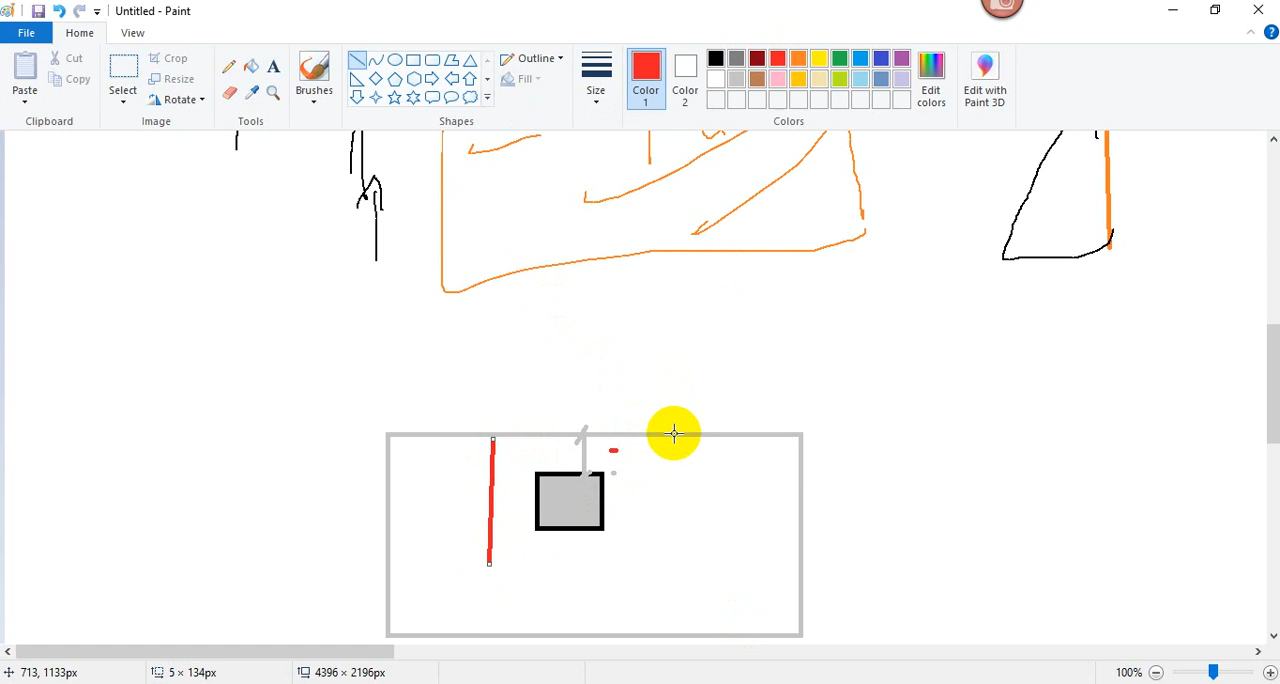 Untitled - Paint
File Home View
Paste
Cut
Copy
Clipboard
Select
Crop
Resize
Rotate
Image
A
Tools
Brushes
Shapes
Outline
Fill
Size
Color 1
Color 2
Edit colors
Colors
Edit with Paint 3D
713, 1133px 5 × 134px 4396 × 2196px 100%